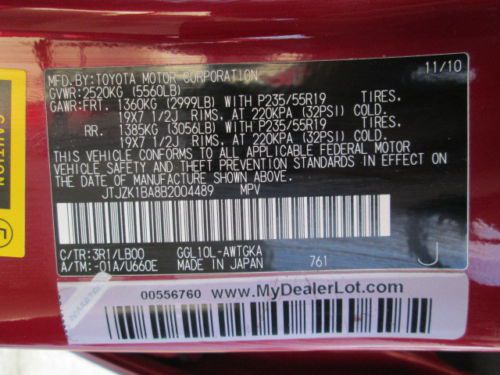 MFD.BY:TOYOTA MOTOR CORPORATION 11/10
GVWR:2520KG (5560LB)
GAWR:FRT. 1360KG (2999LB) WITH P235/55R19 TIRES.
19X7 1/2J RIMS, AT 220KPA (32PSI) COLD.
RR. 1385KG (3056LB) WITH P235/55R19 TIRES.
19X7 1/2J RIMS, AT 220KPA (32PSI) COLD.
THIS VEHICLE CONFORMS TO ALL APPLICABLE FEDERAL MOTOR
VEHICLE SAFETY AND THEFT PREVENTION STANDARDS IN EFFECT
ON THE DATE OF MANUFACTURE SHOWN ABOVE.
JTJZK1BA8B2004489 MPV
C/TR:3R1/LB00 GGL10L-AWTGKA
A/TM:-01A/U660E MADE IN JAPAN 761 J
00556760 www.MyDealerLot.com
CAUTION